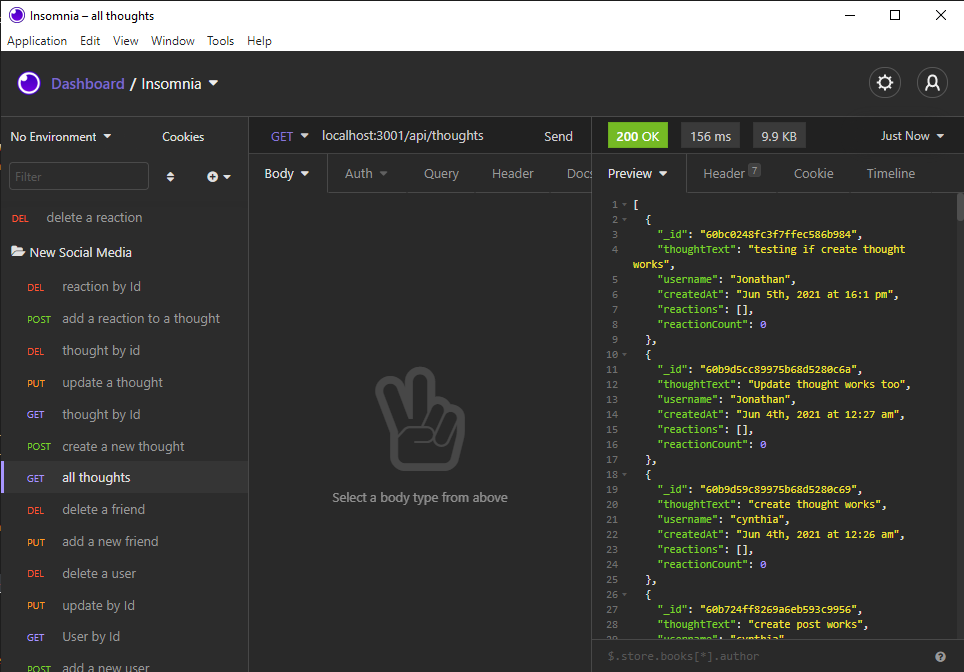 Insomnia – all thoughts
Application Edit View Window Tools Help
Dashboard / Insomnia
No Environment Cookies
Filter
DEL delete a reaction
New Social Media
DEL reaction by Id
POST add a reaction to a thought
DEL thought by id
PUT update a thought
GET thought by Id
POST create a new thought
GET all thoughts
DEL delete a friend
PUT add a new friend
DEL delete a user
PUT update by Id
GET User by Id
POST add a new user
GET localhost:3001/api/thoughts Send
Body Auth Query Header Docs
Select a body type from above
200 OK 156 ms 9.9 KB Just Now
Preview Header 7 Cookie Timeline
1 [
2 {
3 "_id": "60bc0248fc3f7ffec586b984",
4 "thoughtText": "testing if create thought
works",
5 "username": "Jonathan",
6 "createdAt": "Jun 5th, 2021 at 16:1 pm",
7 "reactions": [],
8 "reactionCount": 0
9 },
10 {
11 "_id": "60b9d5cc89975b68d5280c6a",
12 "thoughtText": "Update thought works too",
13 "username": "Jonathan",
14 "createdAt": "Jun 4th, 2021 at 12:27 am",
15 "reactions": [],
16 "reactionCount": 0
17 },
18 {
19 "_id": "60b9d59c89975b68d5280c69",
20 "thoughtText": "create thought works",
21 "username": "cynthia",
22 "createdAt": "Jun 4th, 2021 at 12:26 am",
23 "reactions": [],
24 "reactionCount": 0
25 },
26 {
27 "_id": "60b724ff8269a6eb593c9956",
28 "thoughtText": "create post works",
29 "username": "cynthia",
$.store.books[*].author